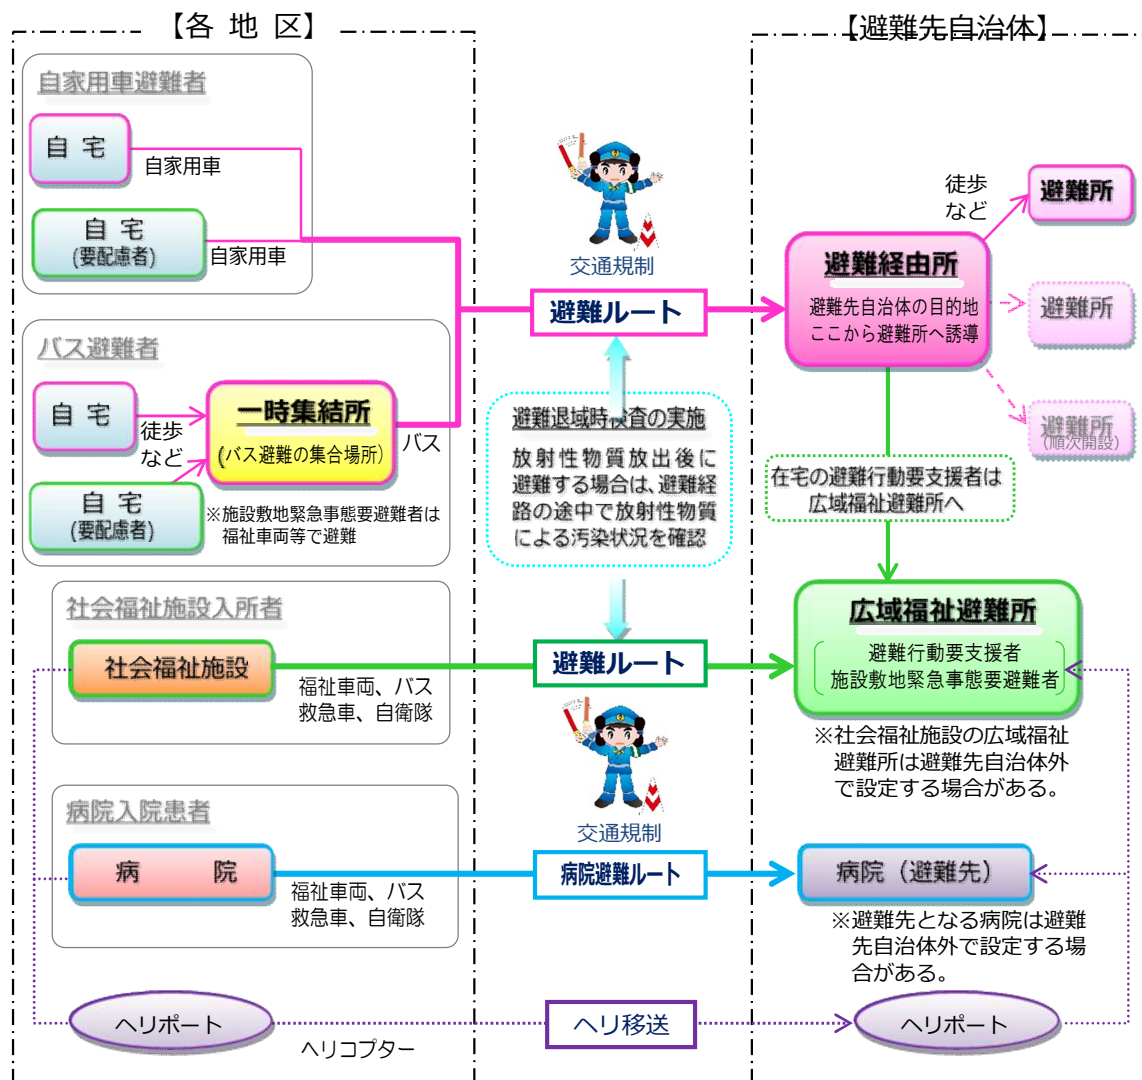 【各 地 区】
【避難先自治体】
自家用車避難者
自 宅
自家用車
自 宅
(要配慮者)
自家用車
バス避難者
自 宅
徒歩
など
一時集結所
(バス避難の集合場所)
バス
自 宅
(要配慮者)
※施設敷地緊急事態要避難者は
福祉車両等で避難
社会福祉施設入所者
社会福祉施設
福祉車両、バス
救急車、自衛隊
病院入院患者
病 院
福祉車両、バス
救急車、自衛隊
ヘリポート
ヘリコプター
交通規制
避難ルート
避難退域時検査の実施
放射性物質放出後に
避難する場合は、避難経
路の途中で放射性物質
による汚染状況を確認
避難ルート
交通規制
病院避難ルート
ヘリ移送
徒歩
など
避難所
避難経由所
避難先自治体の目的地
ここから避難所へ誘導
避難所
避難所
(順次開設)
在宅の避難行動要支援者は
広域福祉避難所へ
広域福祉避難所
避難行動要支援者
施設敷地緊急事態要避難者
※社会福祉施設の広域福祉
避難所は避難先自治体外
で設定する場合がある。
病院（避難先）
※避難先となる病院は避難
先自治体外で設定する場
合がある。
ヘリポート